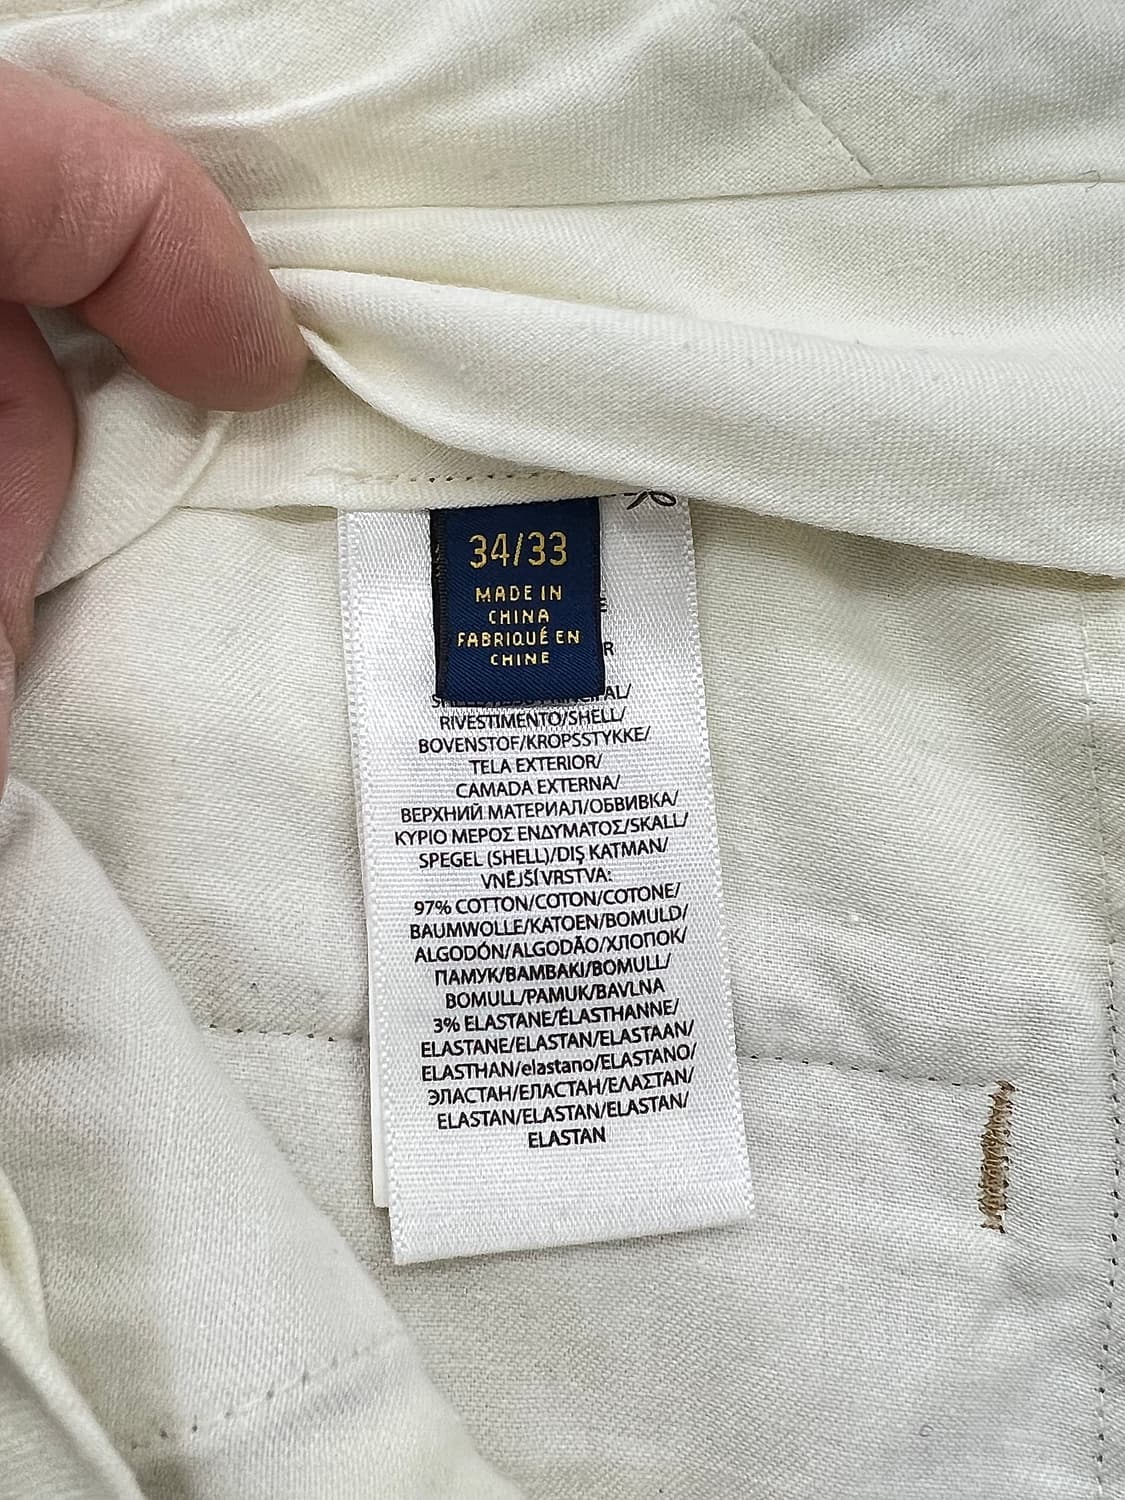 34/33
MADE IN
CHINA
FABRIQUÉ EN
CHINE
RIVESTIMENTO/SHELL/
BOVENSTOF/KROPSSTYKKE/
TELA EXTERIOR/
CAMADA EXTERNA/
ВЕРХНИЙ МАТЕРИАЛ/ОБВИВКА/
ΚΥΡΙΟ ΜΕΡΟΣ ΕΝΔΥΜΑΤΟΣ/SKALL/
SPEGEL (SHELL)/DIŞ KATMAN/
VNĚJŠÍ VRSTVA:
97% COTTON/COTON/COTONE/
BAUMWOLLE/KATOEN/BOMULD/
ALGODÓN/ALGODÃO/ХЛОПОК/
ПАМУК/ΒΑΜΒΑΚΙ/BOMULL/
BOMULL/PAMUK/BAVLNA
3% ELASTANE/ÉLASTHANNE/
ELASTANE/ELASTAN/ELASTAAN/
ELASTHAN/elastano/ELASTANO/
ЭЛАСТАН/ЕЛАСТАН/ΕΛΑΣΤΑΝ/
ELASTAN/ELASTAN/ELASTAN/
ELASTAN